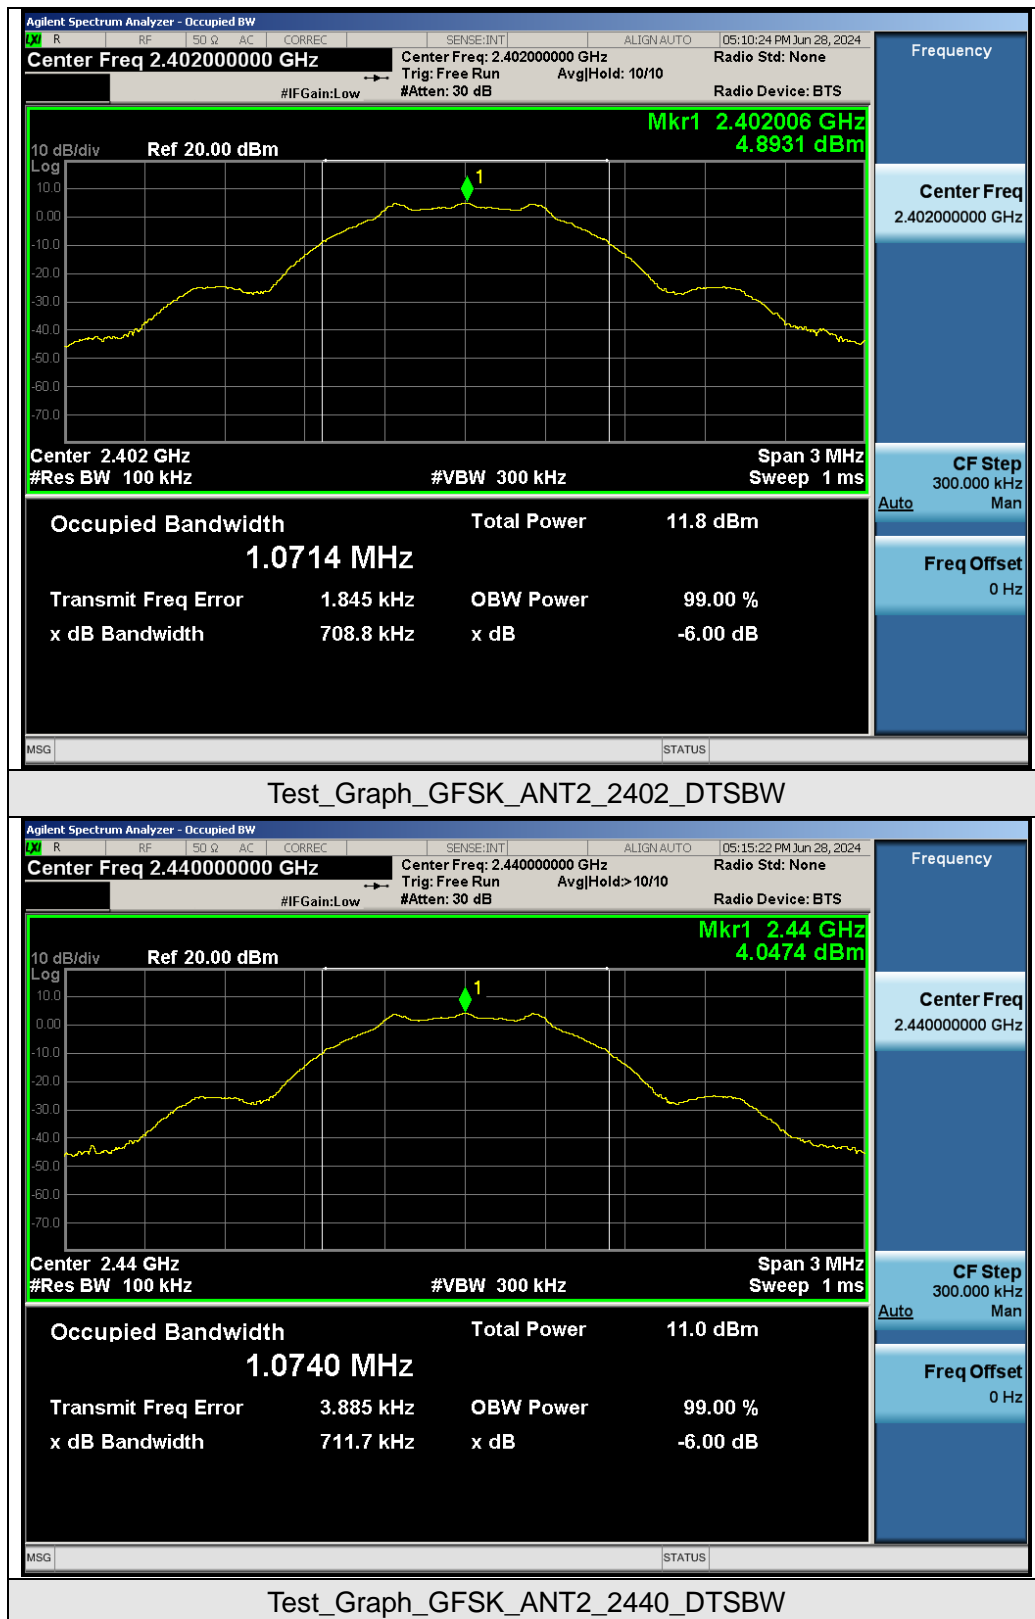 Agilent Spectrum Analyzer - Occupied BW
LXI R RF 50 Ω AC CORREC SENSE:INT ALIGN AUTO 05:10:24 PM Jun 28, 2024
Center Freq 2.402000000 GHz
Center Freq: 2.402000000 GHz Radio Std: None
Trig: Free Run Avg|Hold: 10/10
#IFGain:Low #Atten: 30 dB Radio Device: BTS
Frequency
Mkr1 2.402006 GHz
4.8931 dBm
10 dB/div Ref 20.00 dBm
Log
1
10.0
0.00
-10.0
-20.0
-30.0
-40.0
-50.0
-60.0
-70.0
Center Freq
2.402000000 GHz
Center 2.402 GHz Span 3 MHz
#Res BW 100 kHz #VBW 300 kHz Sweep 1 ms
CF Step
300.000 kHz
Auto Man
Occupied Bandwidth Total Power 11.8 dBm
1.0714 MHz
Transmit Freq Error 1.845 kHz OBW Power 99.00 %
x dB Bandwidth 708.8 kHz x dB -6.00 dB
Freq Offset
0 Hz
MSG STATUS
Test_Graph_GFSK_ANT2_2402_DTSBW
Agilent Spectrum Analyzer - Occupied BW
LXI R RF 50 Ω AC CORREC SENSE:INT ALIGN AUTO 05:15:22 PM Jun 28, 2024
Center Freq 2.440000000 GHz
Center Freq: 2.440000000 GHz Radio Std: None
Trig: Free Run Avg|Hold:>10/10
#IFGain:Low #Atten: 30 dB Radio Device: BTS
Frequency
Mkr1 2.44 GHz
4.0474 dBm
10 dB/div Ref 20.00 dBm
Log
1
10.0
0.00
-10.0
-20.0
-30.0
-40.0
-50.0
-60.0
-70.0
Center Freq
2.440000000 GHz
Center 2.44 GHz Span 3 MHz
#Res BW 100 kHz #VBW 300 kHz Sweep 1 ms
CF Step
300.000 kHz
Auto Man
Occupied Bandwidth Total Power 11.0 dBm
1.0740 MHz
Transmit Freq Error 3.885 kHz OBW Power 99.00 %
x dB Bandwidth 711.7 kHz x dB -6.00 dB
Freq Offset
0 Hz
MSG STATUS
Test_Graph_GFSK_ANT2_2440_DTSBW